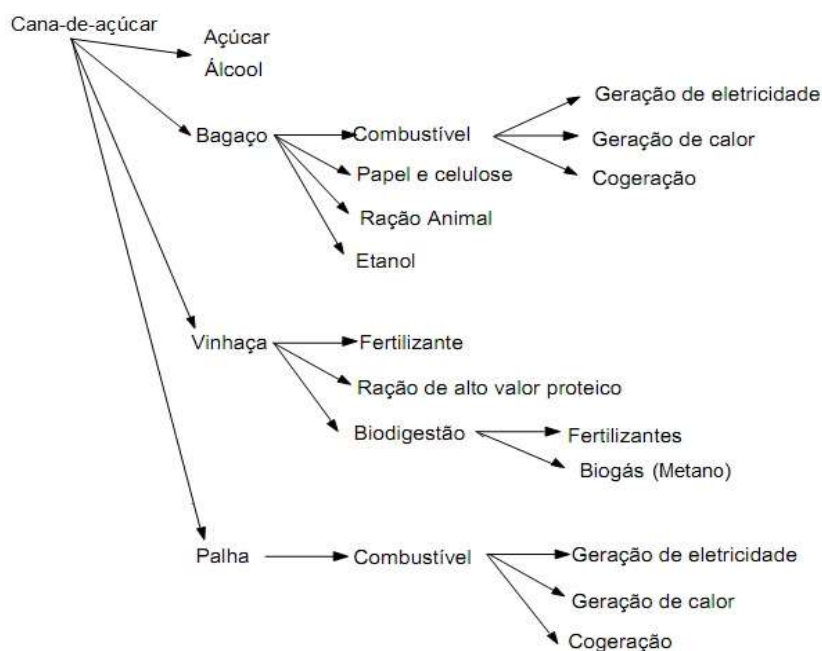 Cana-de-açúcar
Açúcar
Álcool
Bagaço
Combustível
Geração de eletricidade
Geração de calor
Cogeração
Papel e celulose
Ração Animal
Etanol
Vinhaça
Fertilizante
Ração de alto valor proteico
Biodigestão
Fertilizantes
Biogás (Metano)
Palha
Combustível
Geração de eletricidade
Geração de calor
Cogeração